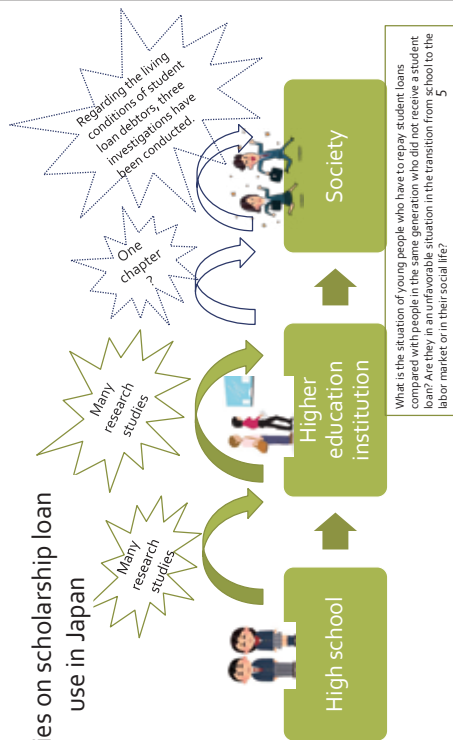 ies on scholarship loan
use in Japan
Many
research
studies
Many
research
studies
One
chapter
?
Regarding the living
conditions of student
loan debtors, three
investigations have
been conducted.
High school
Higher
education
institution
Society
What is the situation of young people who have to repay student loans
compared with people in the same generation who did not receive a student
loan? Are they in an unfavorable situation in the transition from school to the
labor market or in their social life?
5